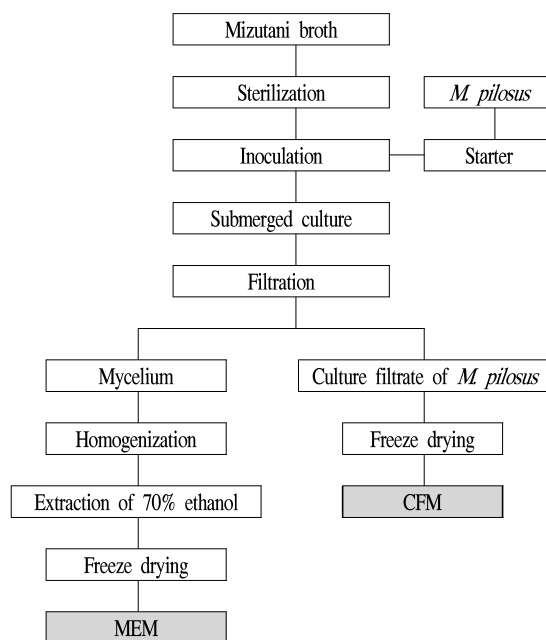 Mizutani broth
Sterilization
M. pilosus
Inoculation
Starter
Submerged culture
Filtration
Mycelium
Culture filtrate of M. pilosus
Homogenization
Freeze drying
Extraction of 70% ethanol
CFM
Freeze drying
MEM